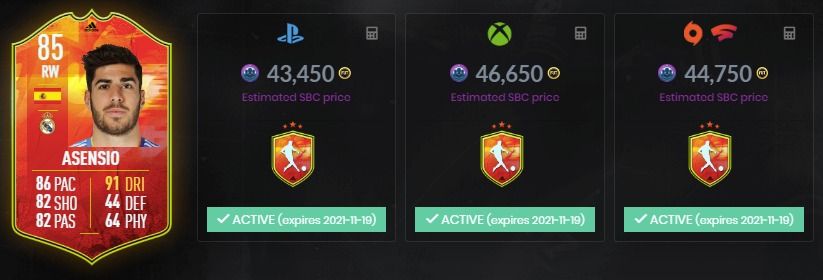 85
RW
adidas
ASENSIO
86 PAC 91 DRI
82 SHO 44 DEF
82 PAS 64 PHY
43,450
Estimated SBC price
ACTIVE (expires 2021-11-19)
46,650
Estimated SBC price
ACTIVE (expires 2021-11-19)
44,750
Estimated SBC price
ACTIVE (expires 2021-11-19)